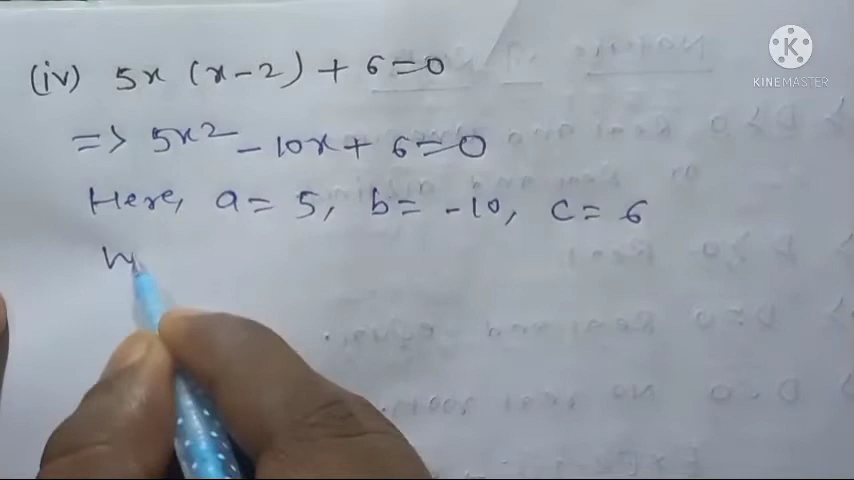 KINEMASTER
(iv) 5x (x-2) + 6=0
=> 5x² - 10x + 6=0
Here, a= 5, b= -10, c= 6
W